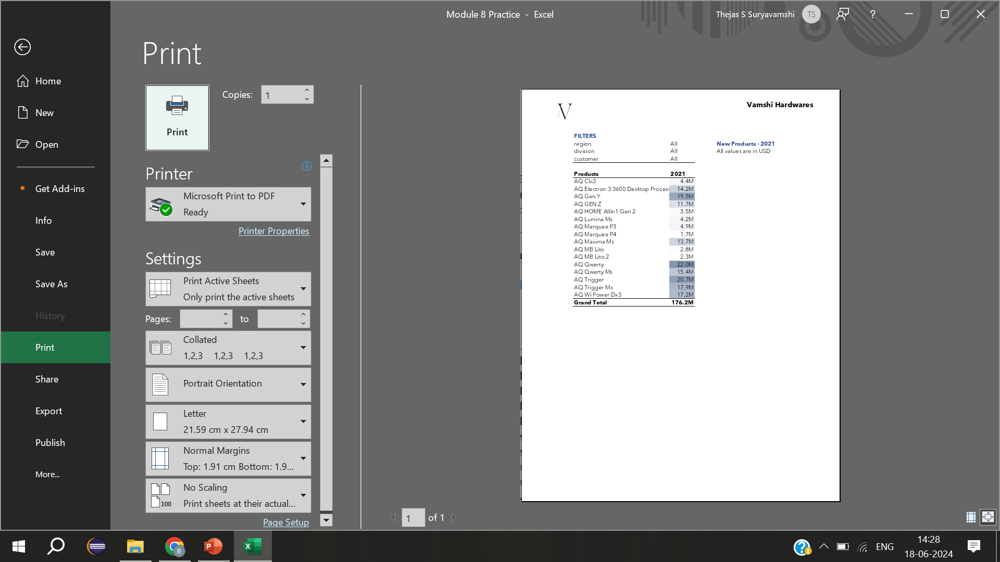 Module 8 Practice - Excel
Thejas S Suryavamshi
TS
?
Print
Home
New
Open
Get Add-ins
Info
Save
Save As
History
Print
Share
Export
Publish
More...
Print
Copies: 1
Printer
Microsoft Print to PDF
Ready
Printer Properties
Settings
Print Active Sheets
Only print the active sheets
Pages: to
Collated
1,2,3 1,2,3 1,2,3
Portrait Orientation
Letter
21.59 cm x 27.94 cm
Normal Margins
Top: 1.91 cm Bottom: 1.9...
No Scaling
100
Print sheets at their actual...
Page Setup
V
Vamshi Hardwares
FILTERS
region All New Products - 2021
division All All values are in USD
customer All
Products 2021
AQ Clx3 4.4M
AQ Electron 3 3600 Desktop Process 14.2M
AQ Gen Y 19.5M
AQ GEN Z 11.7M
AQ HOME Allin1 Gen 2 3.5M
AQ Lumina Ms 4.2M
AQ Marquee P3 4.9M
AQ Marquee P4 1.7M
AQ Maxima Ms 13.7M
AQ MB Lito 2.8M
AQ MB Lito 2 2.3M
AQ Qwerty 22.0M
AQ Qwerty Ms 15.4M
AQ Trigger 20.7M
AQ Trigger Ms 17.9M
AQ Wi Power Dx3 17.2M
Grand Total 176.2M
1 of 1
B
P
X
?
ENG
14:28
18-06-2024